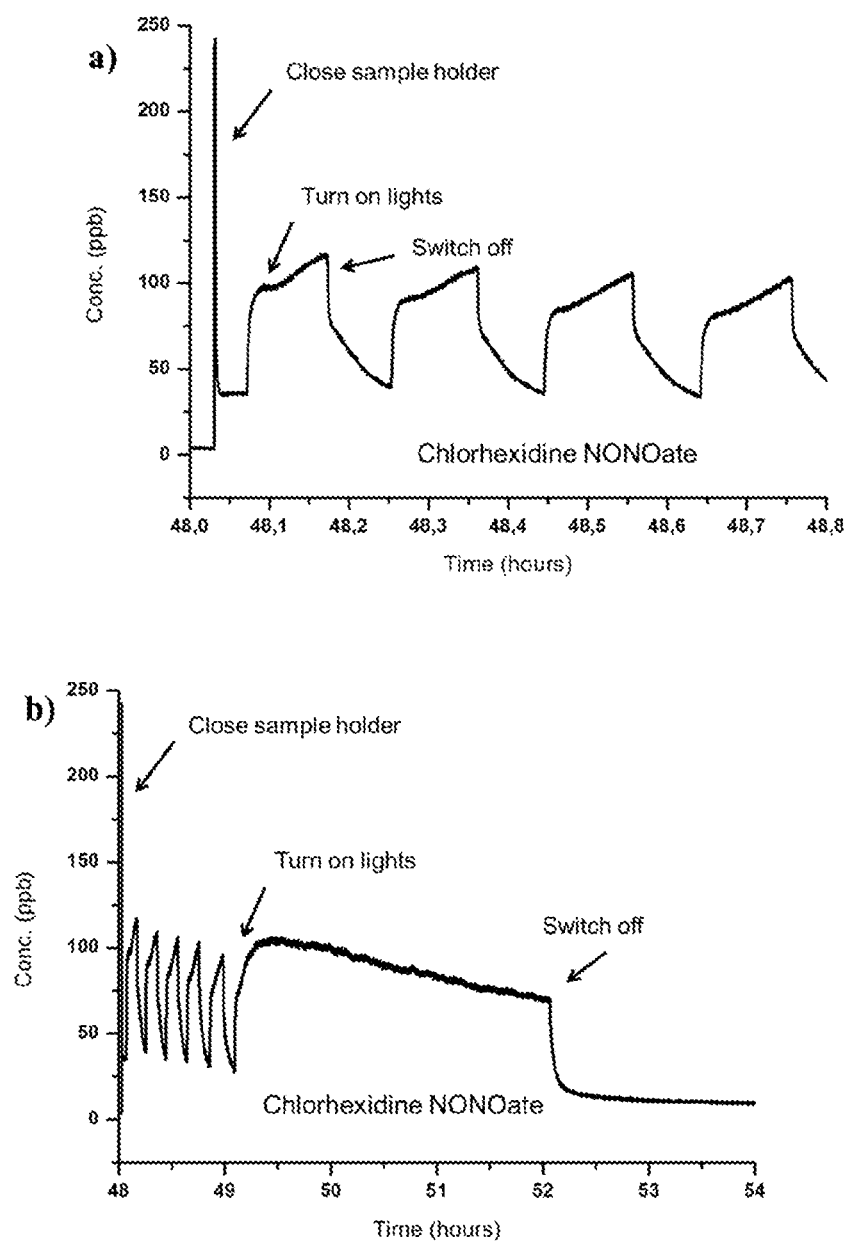 a)
250
200
150
100
50
0
Conc. (ppb)
Close sample holder
Turn on lights
Switch off
Chlorhexidine NONOate
48,0 48,1 48,2 48,3 48,4 48,5 48,6 48,7 48,8
Time (hours)
b)
250
200
150
100
50
0
Conc. (ppb)
Close sample holder
Turn on lights
Switch off
Chlorhexidine NONOate
48 49 50 51 52 53 54
Time (hours)